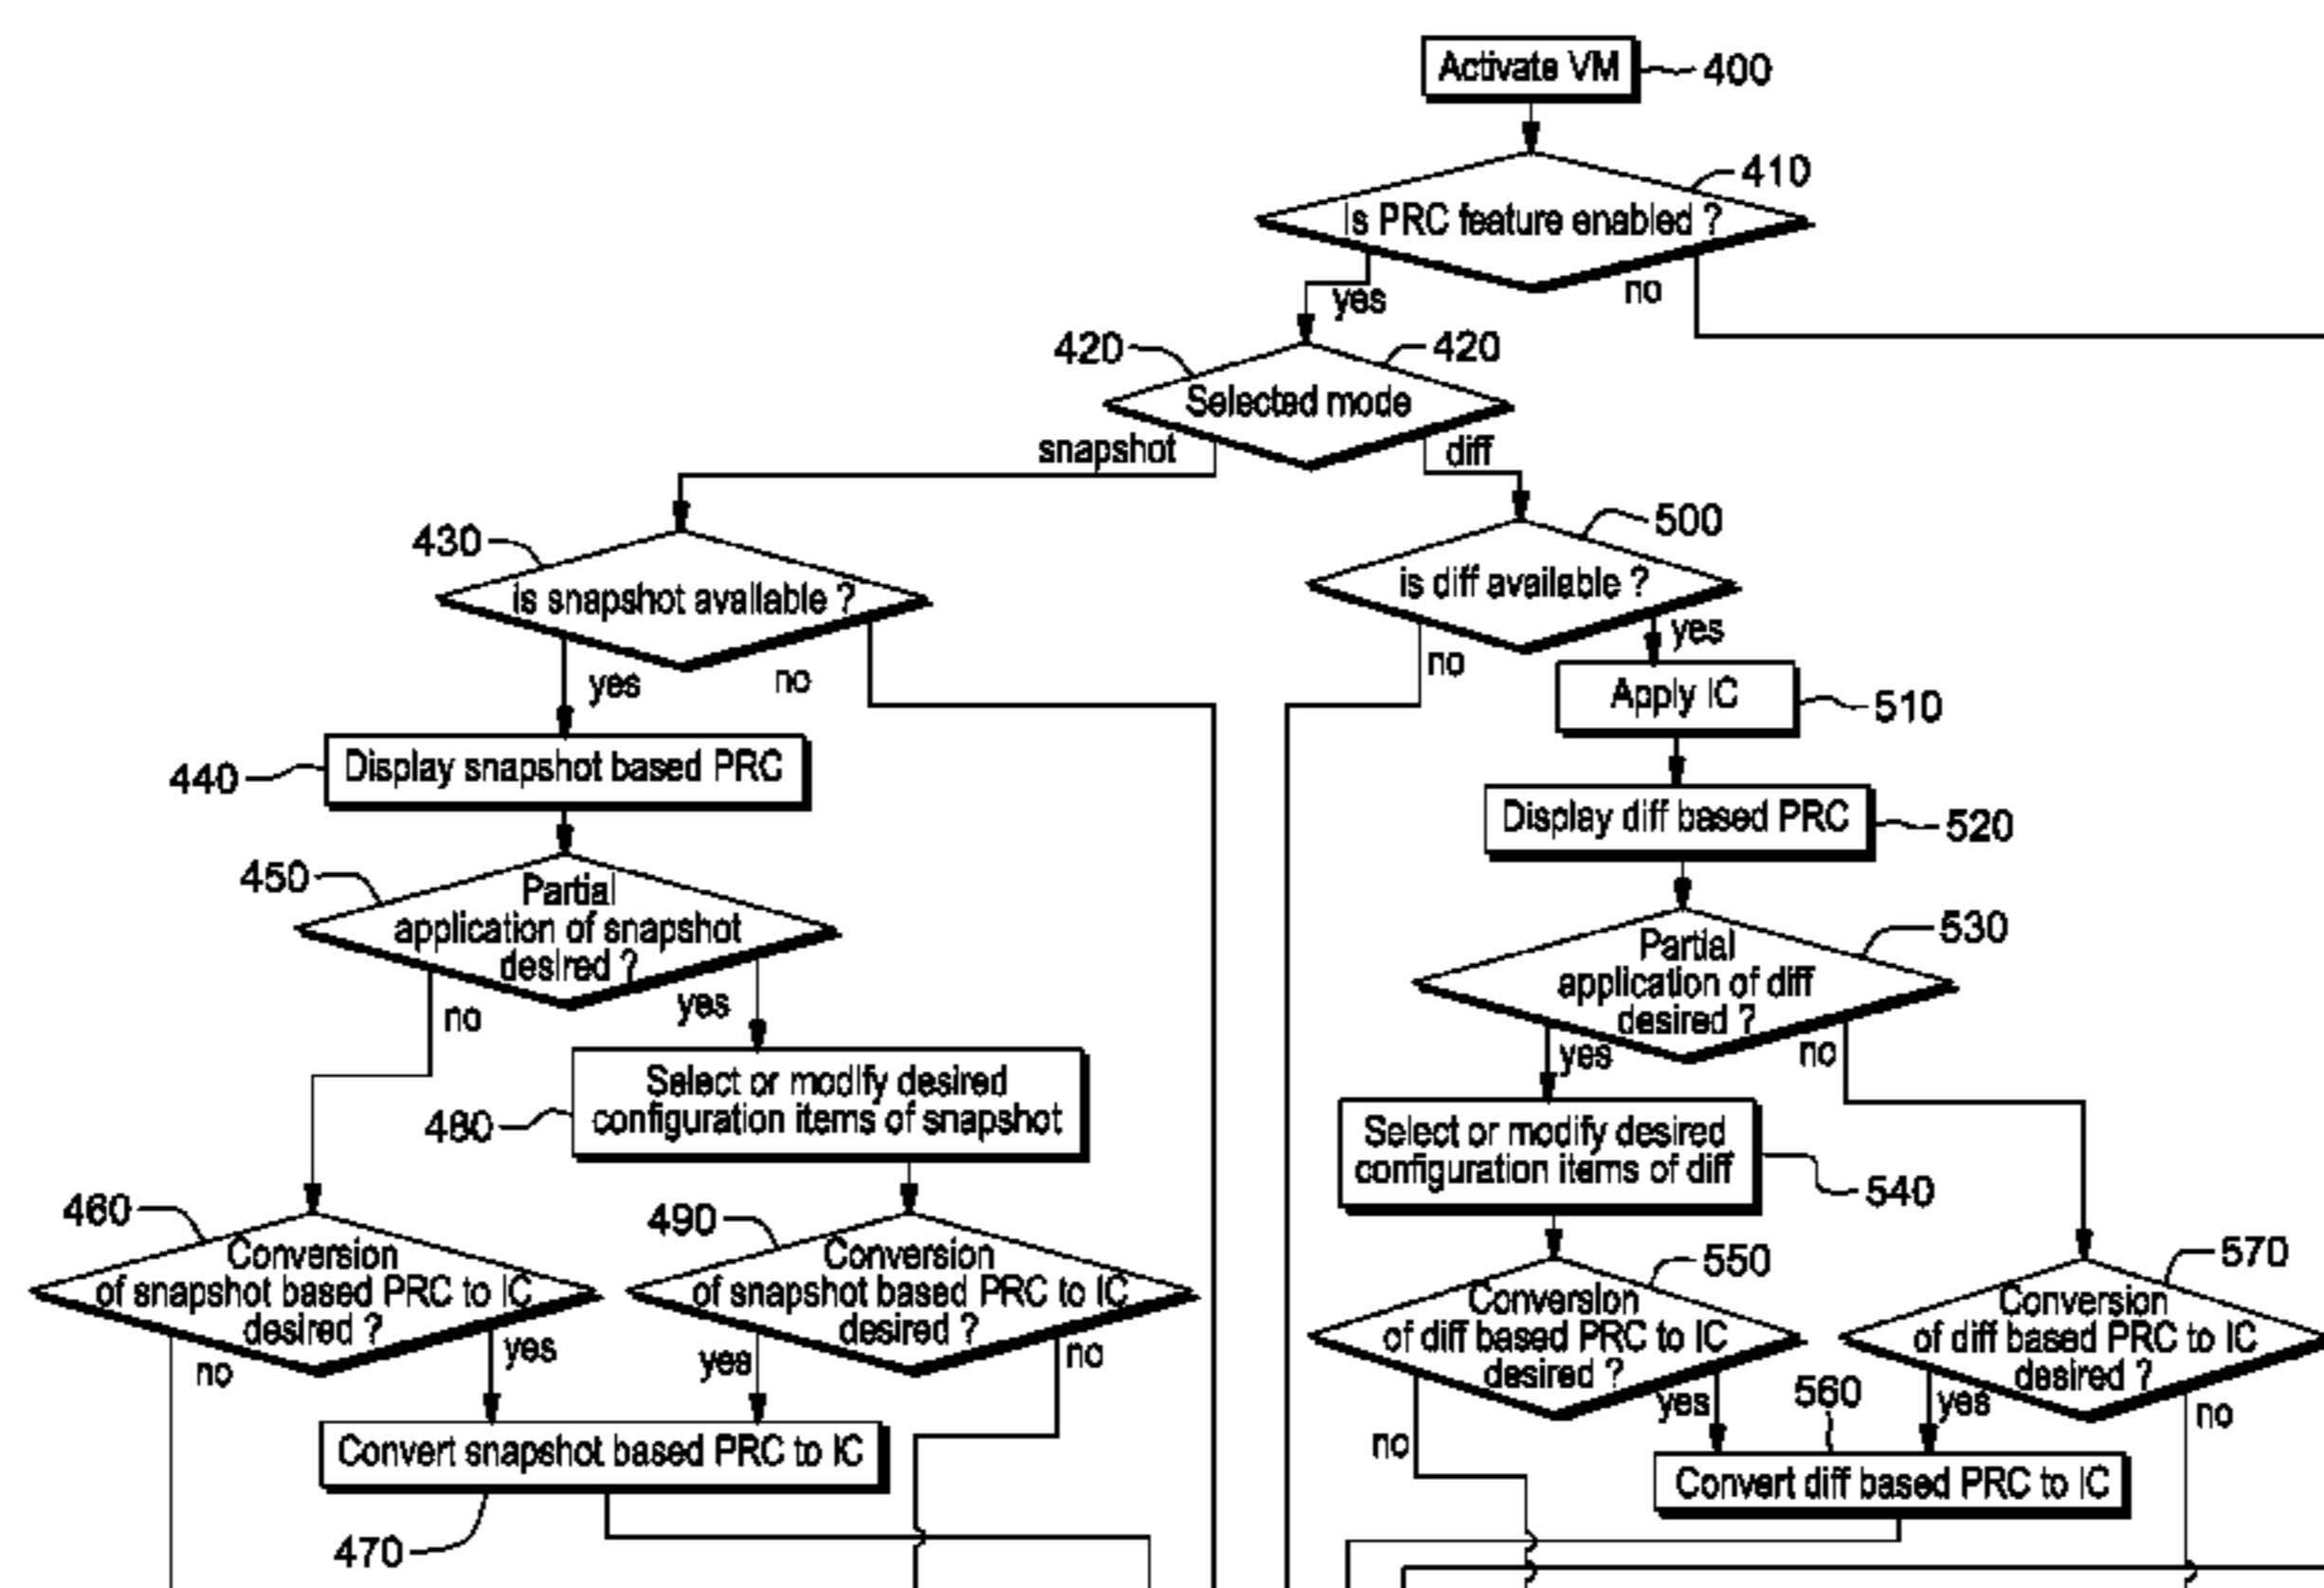 Activate VM
400
410
is PRC feature enabled ?
yes
no
420
420
Selected mode
snapshot
diff
430
is snapshot available ?
yes
no
500
is diff available ?
yes
no
Apply IC
510
440
Display snapshot based PRC
Display diff based PRC
520
450
Partial
application of snapshot
desired ?
no
yes
530
Partial
application of diff
desired ?
yes
no
480
Select or modify desired
configuration items of snapshot
Select or modify desired
configuration items of diff
540
460
Conversion
of snapshot based PRC to IC
desired ?
no
yes
490
Conversion
of snapshot based PRC to IC
desired ?
yes
no
550
Conversion
of diff based PRC to IC
desired ?
no
yes
570
Conversion
of diff based PRC to IC
desired ?
yes
no
Convert snapshot based PRC to IC
470
560
Convert diff based PRC to IC